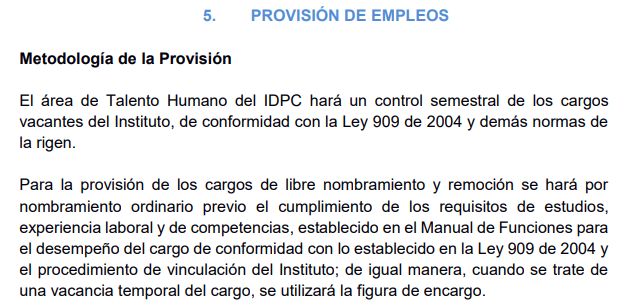 5. PROVISIÓN DE EMPLEOS
Metodología de la Provisión
El área de Talento Humano del IDPC hará un control semestral de los cargos
vacantes del Instituto, de conformidad con la Ley 909 de 2004 y demás normas de
la rigen.
Para la provisión de los cargos de libre nombramiento y remoción se hará por
nombramiento ordinario previo el cumplimiento de los requisitos de estudios,
experiencia laboral y de competencias, establecido en el Manual de Funciones para
el desempeño del cargo de conformidad con lo establecido en la Ley 909 de 2004 y
el procedimiento de vinculación del Instituto; de igual manera, cuando se trate de
una vacancia temporal del cargo, se utilizará la figura de encargo.